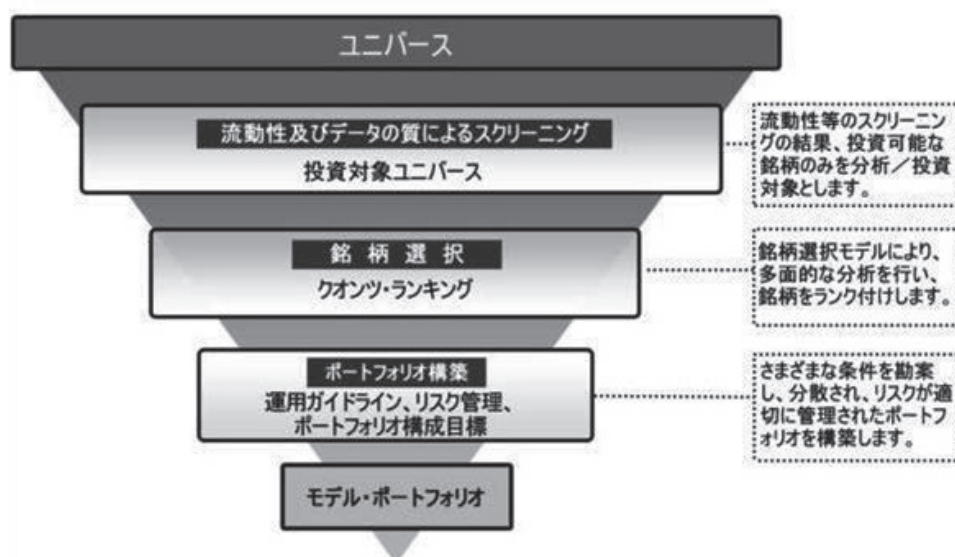 ユニバース
流動性及びデータの質によるスクリーニング
投資対象ユニバース
流動性等のスクリーニン
グの結果、投資可能な
銘柄のみを分析／投資
対象とします。
銘柄選択
クオンツ・ランキング
銘柄選択モデルにより、
多面的な分析を行い、
銘柄をランク付けします。
ポートフォリオ構築
運用ガイドライン、リスク管理、
ポートフォリオ構成目標
さまざまな条件を勘案
し、分散され、リスクが適
切に管理されたポートフ
ォリオを構築します。
モデル・ポートフォリオ